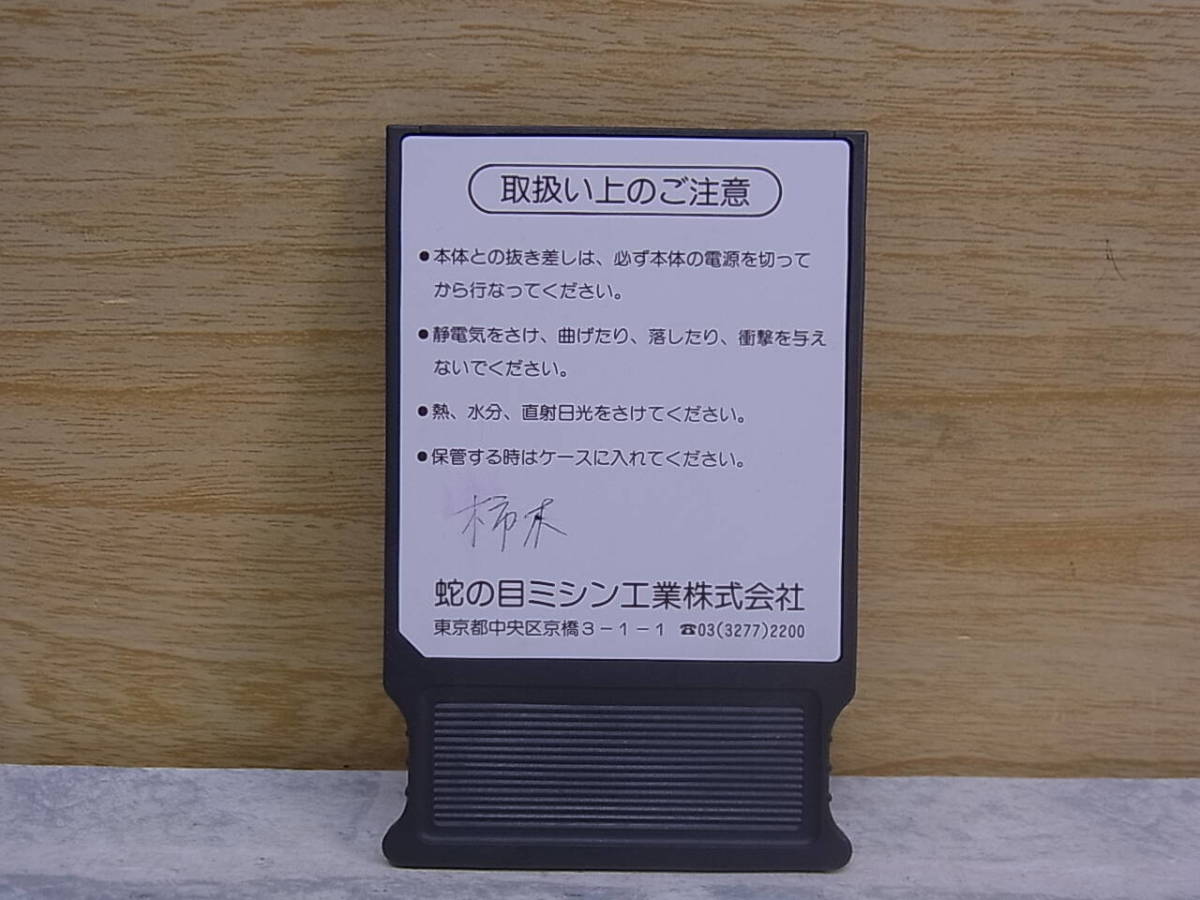 取扱い上のご注意
●本体との抜き差しは、必ず本体の電源を切って
から行なってください。
●静電気をさけ、曲げたり、落したり、衝撃を与え
ないでください。
●熱、水分、直射日光をさけてください。
●保管する時はケースに入れてください。
柿末
蛇の目ミシン工業株式会社
東京都中央区京橋3-1-1 ☎03(3277)2200